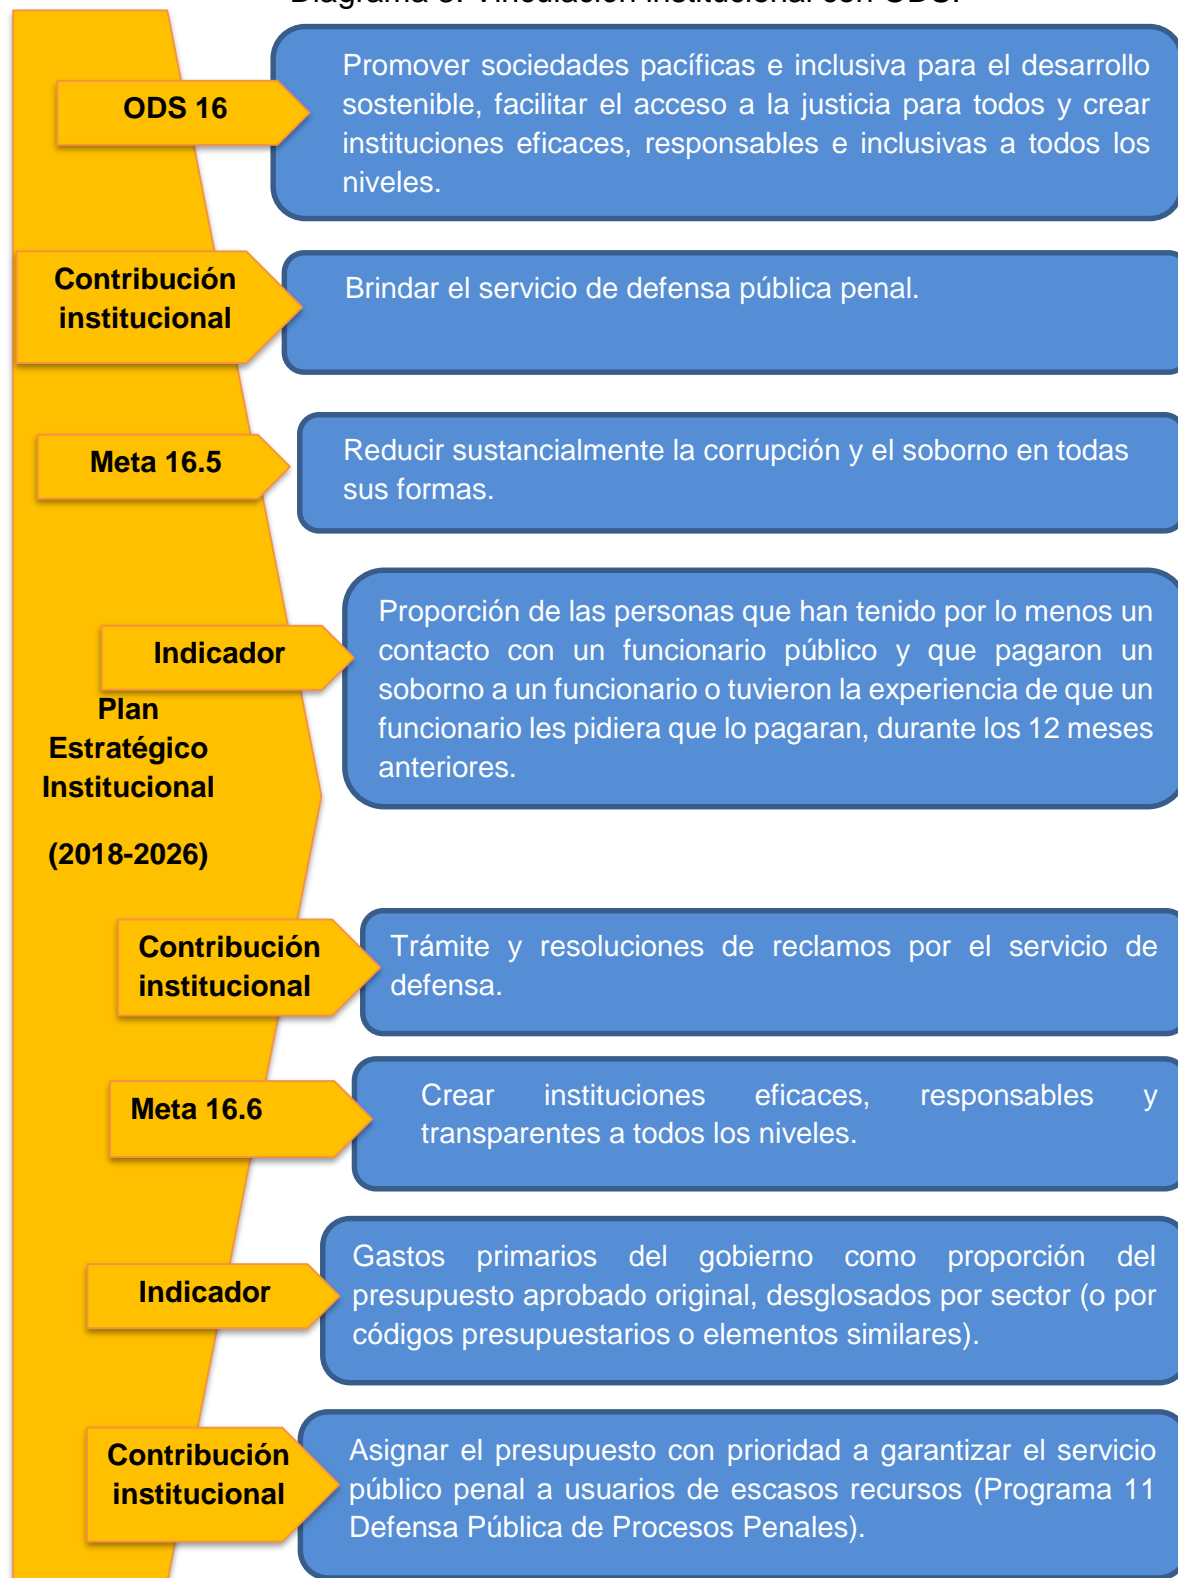 Diagrama 3. Vinculación institucional con ODS.
ODS 16
Promover sociedades pacíficas e inclusiva para el desarrollo
sostenible, facilitar el acceso a la justicia para todos y crear
instituciones eficaces, responsables e inclusivas a todos los
niveles.
Contribución
institucional
Brindar el servicio de defensa pública penal.
Meta 16.5
Reducir sustancialmente la corrupción y el soborno en todas
sus formas.
Indicador
Proporción de las personas que han tenido por lo menos un
contacto con un funcionario público y que pagaron un
soborno a un funcionario o tuvieron la experiencia de que un
funcionario les pidiera que lo pagaran, durante los 12 meses
anteriores.
Plan
Estratégico
Institucional
(2018-2026)
Contribución
institucional
Trámite y resoluciones de reclamos por el servicio de
defensa.
Meta 16.6
Crear instituciones eficaces, responsables y
transparentes a todos los niveles.
Indicador
Gastos primarios del gobierno como proporción del
presupuesto aprobado original, desglosados por sector (o por
códigos presupuestarios o elementos similares).
Contribución
institucional
Asignar el presupuesto con prioridad a garantizar el servicio
público penal a usuarios de escasos recursos (Programa 11
Defensa Pública de Procesos Penales).